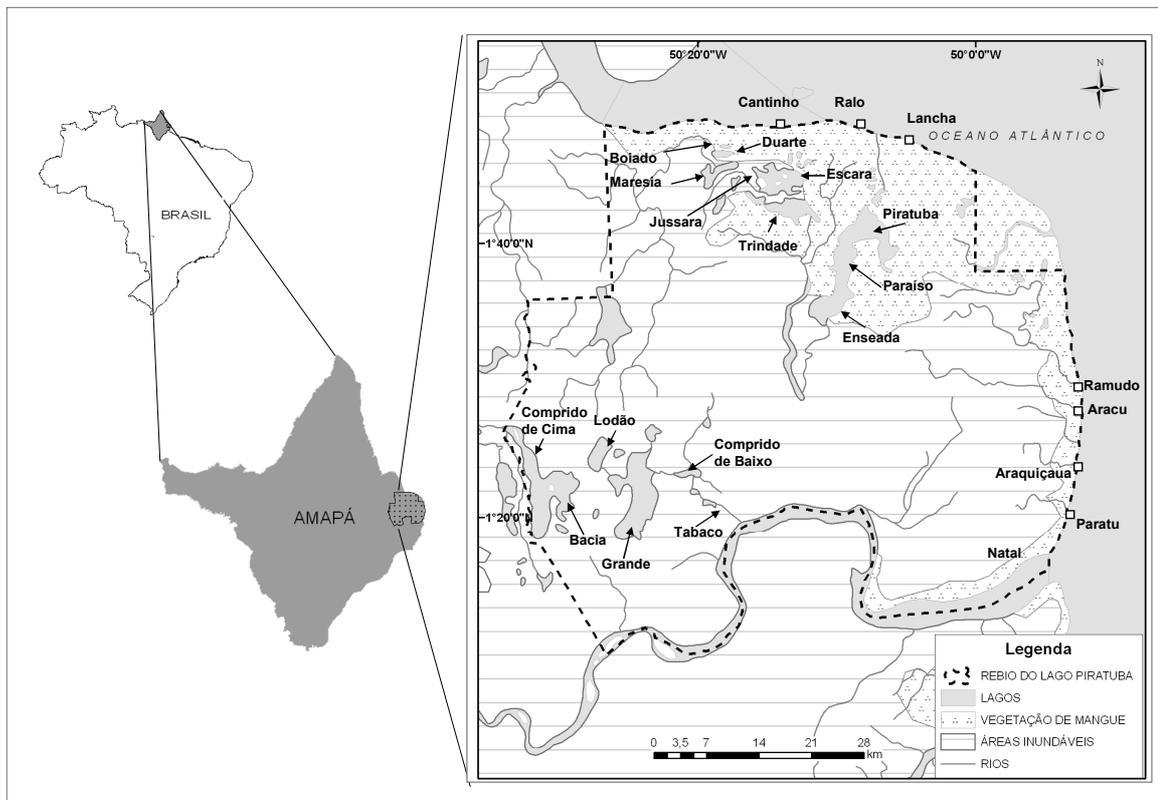 50°20'0"W
50°0'0"W
N
Cantinho
Ralo
Lancha
OCEANO ATLÂNTICO
Boiado
Duarte
Maresia
Escara
Jussara
Piratuba
Trindade
1°40'0"N
Paraíso
Enseada
BRASIL
Ramudo
Aracu
Comprido
de Cima
Lodão
Comprido
de Baixo
Araquiçaua
AMAPÁ
1°20'0"N
Bacia
Grande
Tabaco
Paratu
Natal
Legenda
REBIO DO LAGO PIRATUBA
LAGOS
VEGETAÇÃO DE MANGUE
ÁREAS INUNDÁVEIS
RIOS
0 3,5 7 14 21 28
km